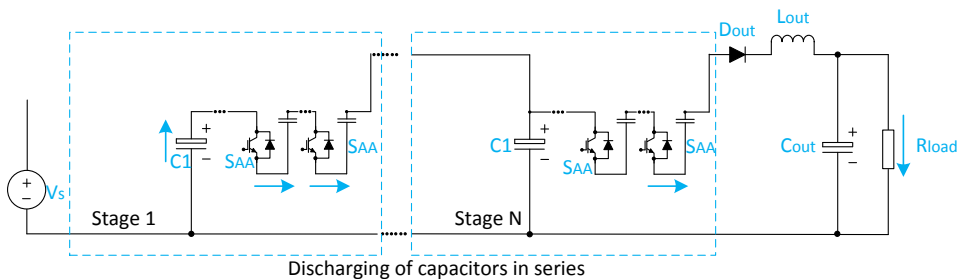 Dout
Lout
SAA
SAA
C1
SAA
SAA
C1
Cout
Rload
Vs
Stage 1
Stage N
Discharging of capacitors in series